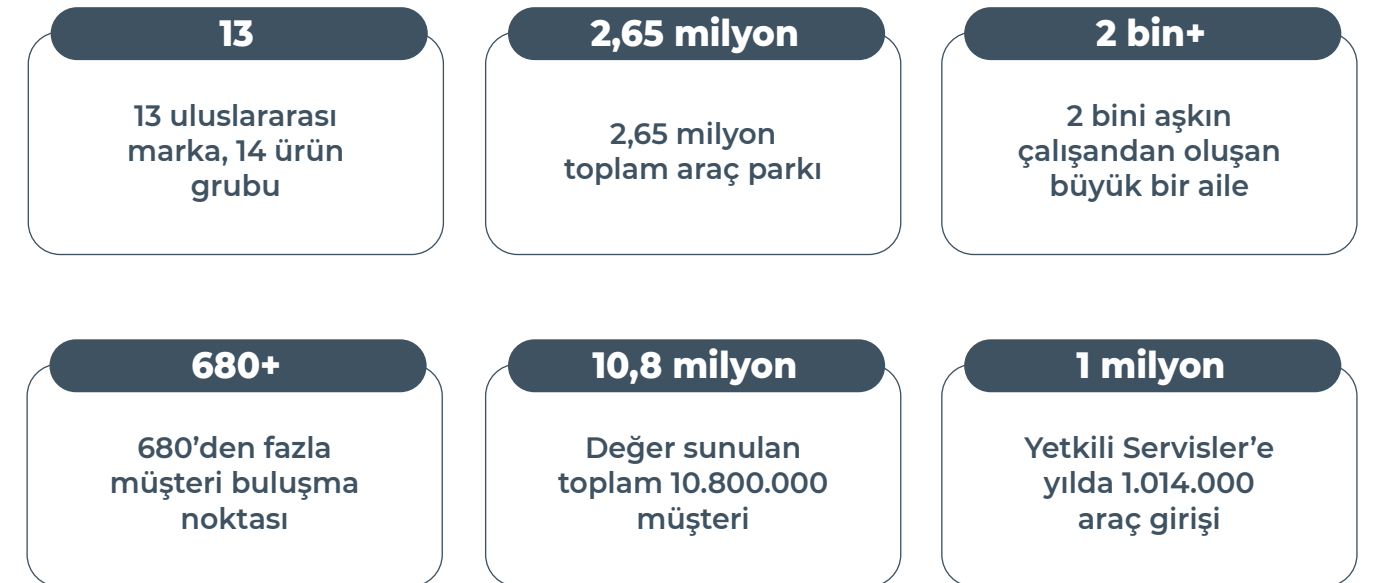 13
13 uluslararası
marka, 14 ürün
grubu
2,65 milyon
2,65 milyon
toplam araç parkı
2 bin+
2 bini aşkın
çalışandan oluşan
büyük bir aile
680+
680’den fazla
müşteri buluşma
noktası
10,8 milyon
Değer sunulan
toplam 10.800.000
müşteri
1 milyon
Yetkili Servisler’e
yılda 1.014.000
araç girişi